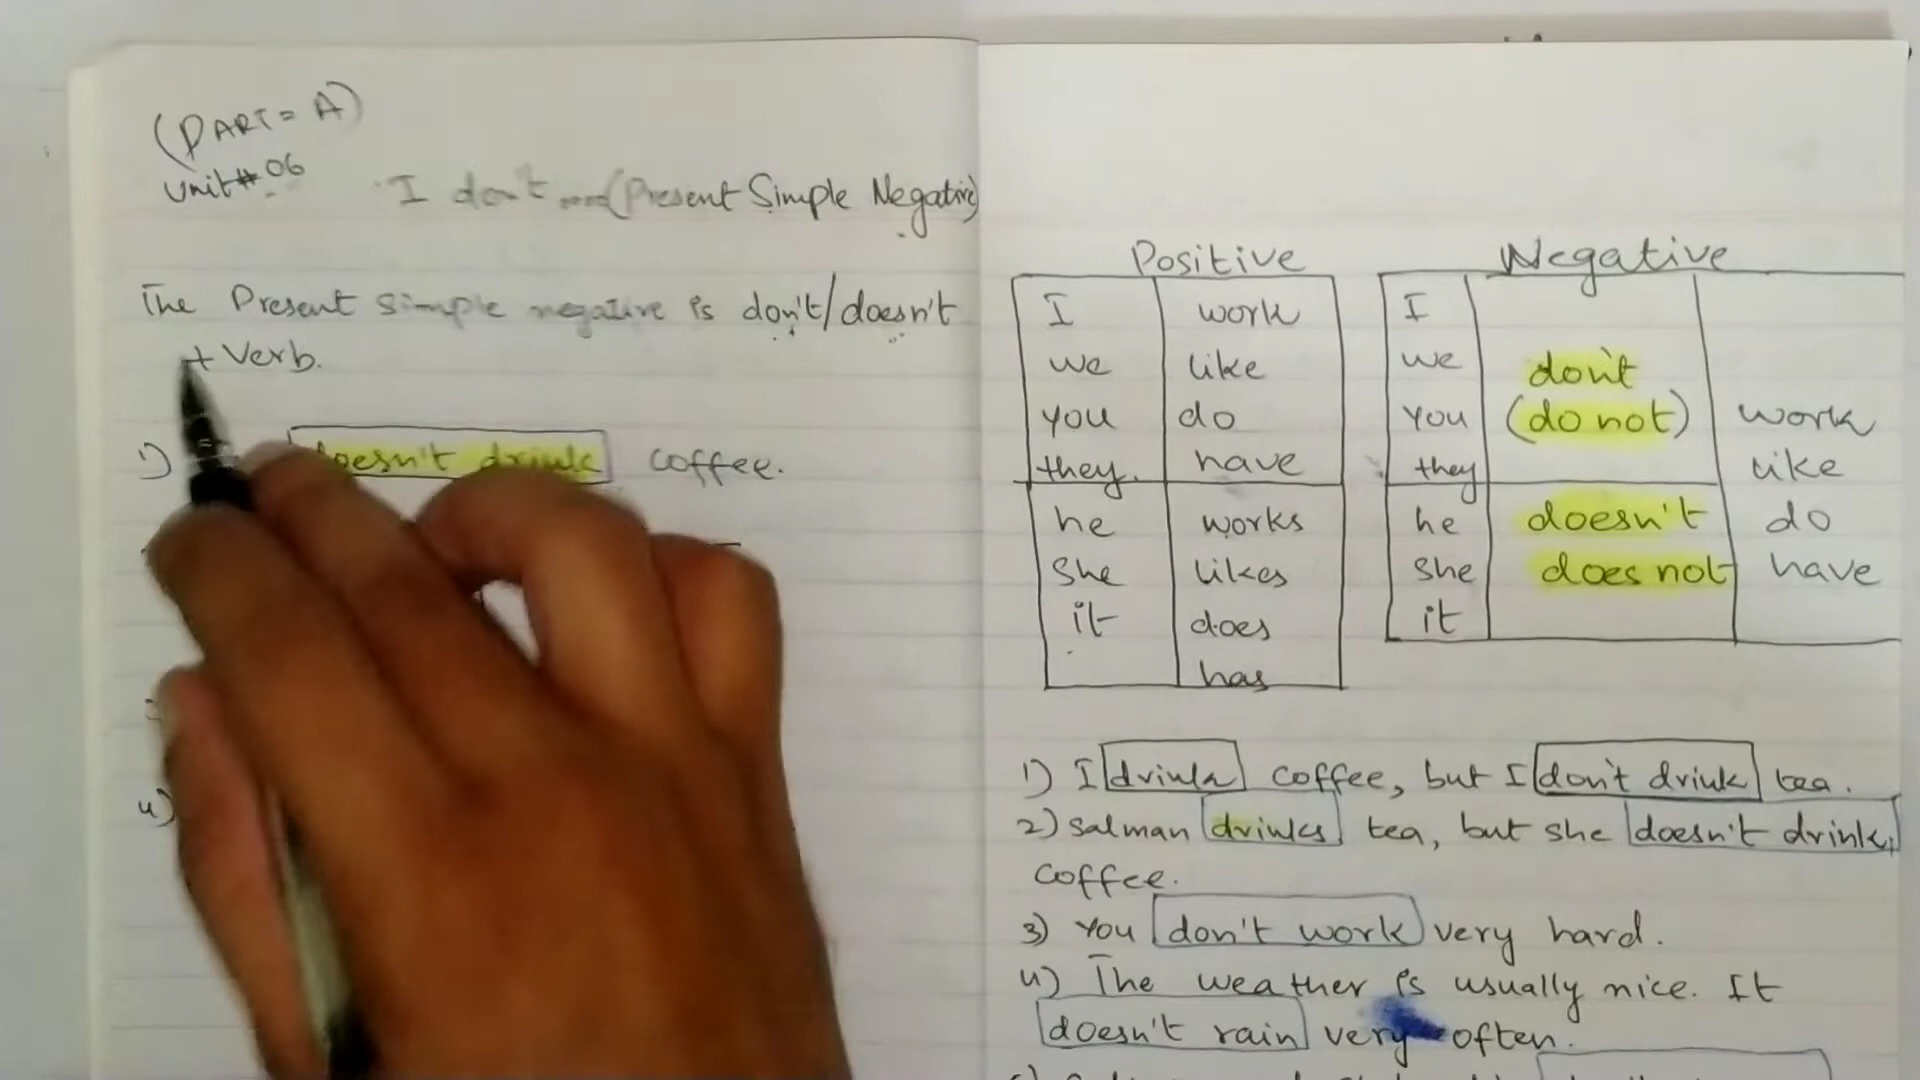 (PART = A)
Unit # 06
I don't ....(Present Simple Negative)
The Present simple negative is don't/doesn't
+ Verb.
1) doesn't drink coffee.
4)
Positive
I work
we like
you do
they. have
he works
she likes
it does
has
Negative
I
we don't
you (do not) work
they like
he doesn't do
she does not have
it
1) I drink coffee, but I don't drink tea.
2) Salman drinks tea, but she doesn't drink
coffee.
3) You don't work very hard.
4) The weather is usually nice. It
doesn't rain very often.